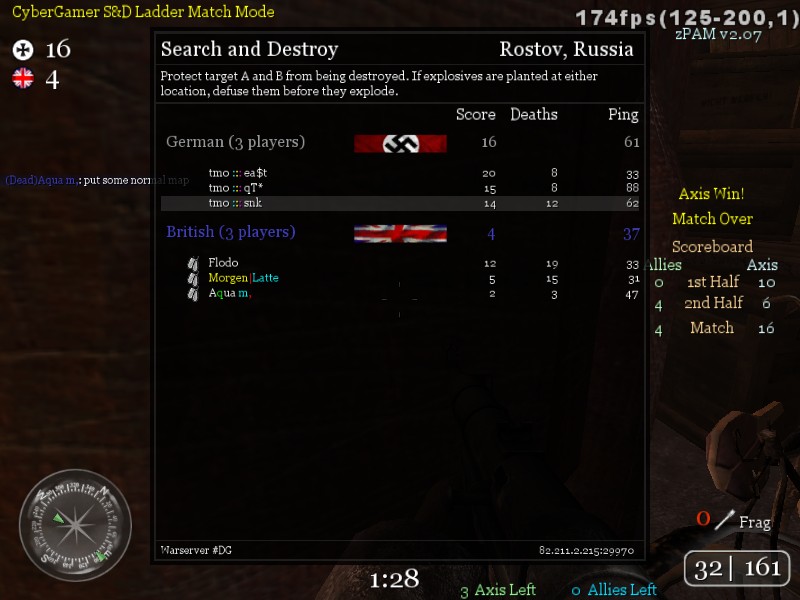 CyberGamer S&D Ladder Match Mode
174fps(125-200,1)
zPAM v2.07
16
4
Search and Destroy Rostov, Russia
Protect target A and B from being destroyed. If explosives are planted at either
location, defuse them before they explode.
Score Deaths Ping
German (3 players) 16 61
tmo ::: ea$t 20 8 33
tmo ::: qT* 15 8 88
tmo ::: snk 14 12 62
British (3 players) 4 37
Flodo 12 19 33
Morgen|Latte 5 15 31
Aqua m, 2 3 47
(Dead)Aqua m,: put some normal map
Axis Win!
Match Over
Scoreboard
Allies Axis
0 1st Half 10
4 2nd Half 6
4 Match 16
N
S
0 Frag
32| 161
Warserver #DG 82.211.2.215:29970
1:28
3 Axis Left 0 Allies Left